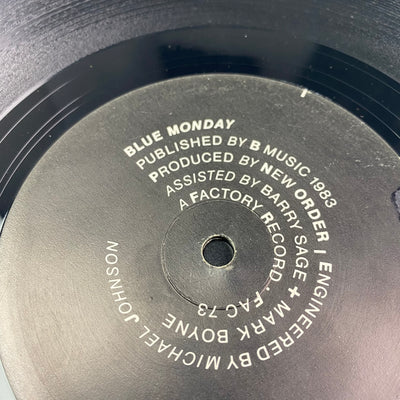 BLUE MONDAY
PUBLISHED BY B MUSIC 1983
PRODUCED BY NEW ORDER / ENGINEERED BY MICHAEL JOHNSON
ASSISTED BY BARRY SAGE + MARK BOYNE
A FACTORY RECORD FAC-73